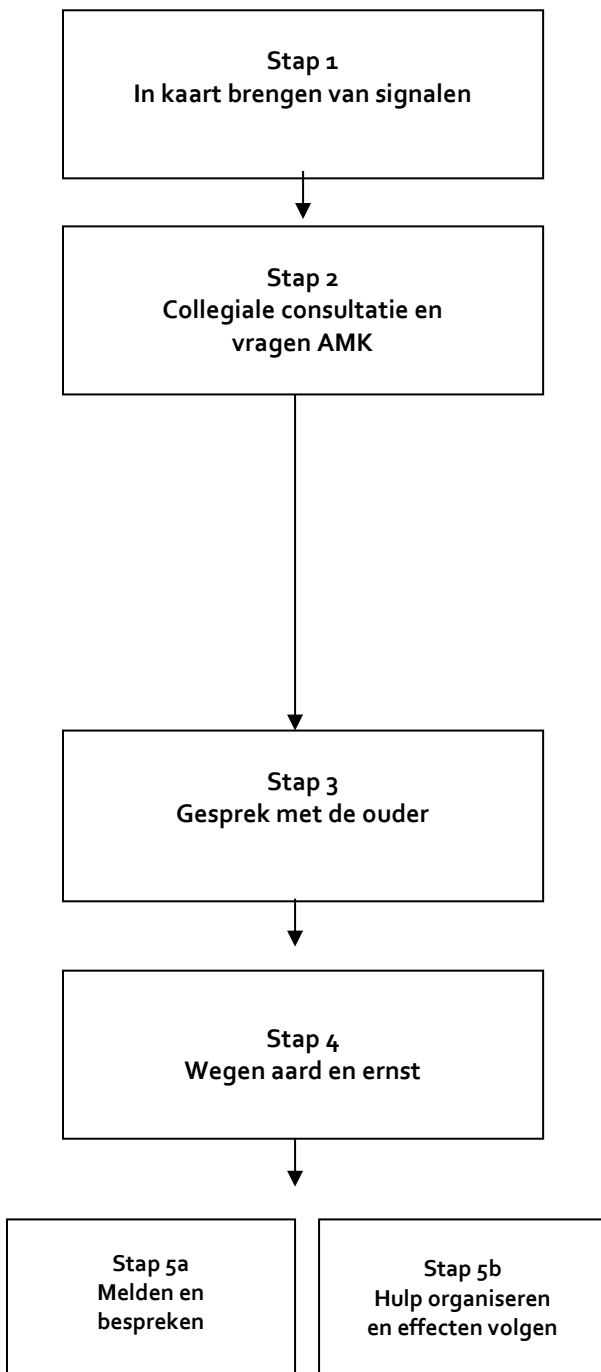 Stap 1
In kaart brengen van signalen
Stap 2
Collegiale consultatie en
vragen AMK
Stap 3
Gesprek met de ouder
Stap 4
Wegen aard en ernst
Stap 5a
Melden en
bespreken
Stap 5b
Hulp organiseren
en effecten volgen